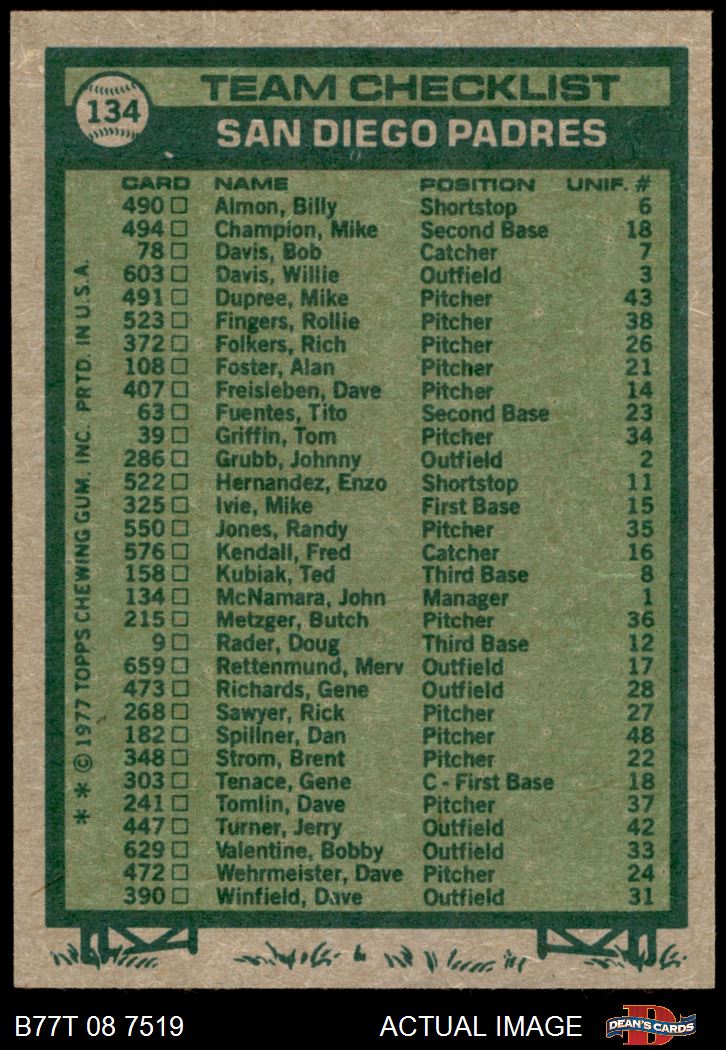 134
TEAM CHECKLIST
SAN DIEGO PADRES
CARD NAME POSITION UNIF. #
490 □ Almon, Billy Shortstop 6
494 □ Champion, Mike Second Base 18
78 □ Davis, Bob Catcher 7
603 □ Davis, Willie Outfield 3
491 □ Dupree, Mike Pitcher 43
523 □ Fingers, Rollie Pitcher 38
372 □ Folkers, Rich Pitcher 26
108 □ Foster, Alan Pitcher 21
407 □ Freisleben, Dave Pitcher 14
63 □ Fuentes, Tito Second Base 23
39 □ Griffin, Tom Pitcher 34
286 □ Grubb, Johnny Outfield 2
522 □ Hernandez, Enzo Shortstop 11
325 □ Ivie, Mike First Base 15
550 □ Jones, Randy Pitcher 35
576 □ Kendall, Fred Catcher 16
158 □ Kubiak, Ted Third Base 8
134 □ McNamara, John Manager 1
215 □ Metzger, Butch Pitcher 36
9 □ Rader, Doug Third Base 12
659 □ Rettenmund, Merv Outfield 17
473 □ Richards, Gene Outfield 28
268 □ Sawyer, Rick Pitcher 27
182 □ Spillner, Dan Pitcher 48
348 □ Strom, Brent Pitcher 22
303 □ Tenace, Gene C - First Base 18
241 □ Tomlin, Dave Pitcher 37
447 □ Turner, Jerry Outfield 42
629 □ Valentine, Bobby Outfield 33
472 □ Wehrmeister, Dave Pitcher 24
390 □ Winfield, Dave Outfield 31
* * © 1977 TOPPS CHEWING GUM, INC. PRTD. IN U.S.A.
B77T 08 7519 ACTUAL IMAGE
D
DEAN'S CARDS